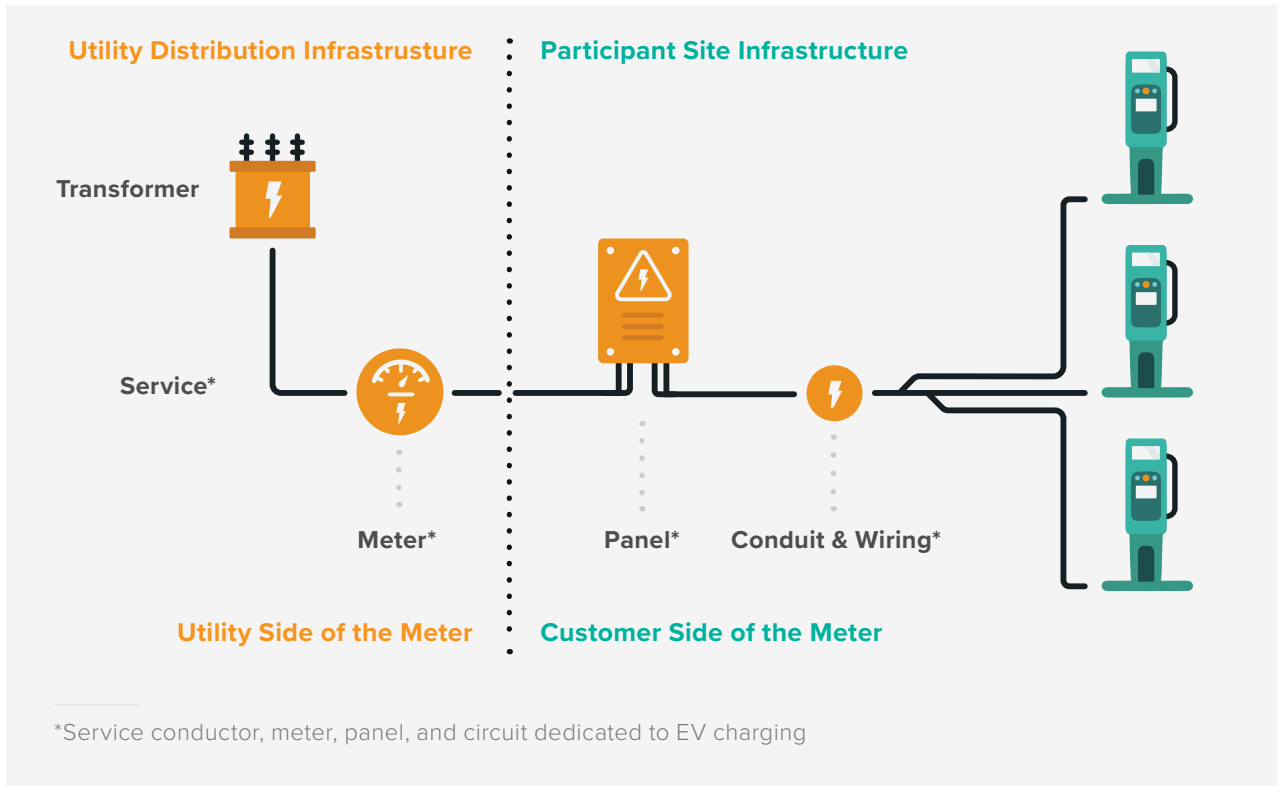 Utility Distribution Infrastrusture
Participant Site Infrastructure
Transformer
Service*
Meter*
Panel*
Conduit & Wiring*
Utility Side of the Meter
Customer Side of the Meter
*Service conductor, meter, panel, and circuit dedicated to EV charging